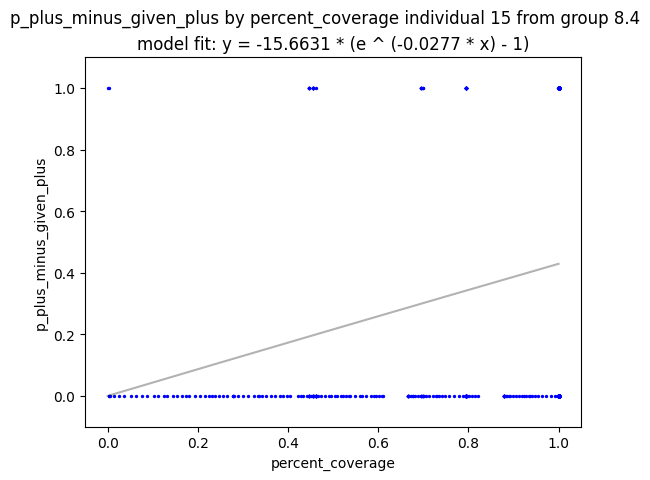 p_plus_minus_given_plus by percent_coverage individual 15 from group 8.4
model fit: y = -15.6631 * (e ^ (-0.0277 * x) - 1)
1.0
0.8
0.6
0.4
0.2
0.0
p_plus_minus_given_plus
0.0 0.2 0.4 0.6 0.8 1.0
percent_coverage